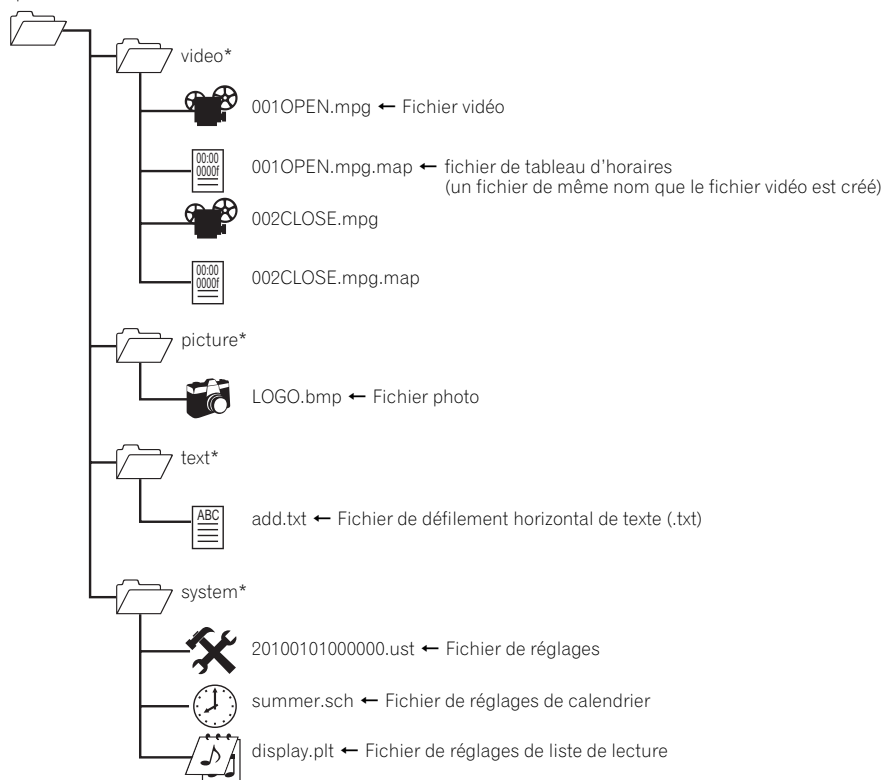 video*
001OPEN.mpg ← Fichier vidéo
00:00
0000f
001OPEN.mpg.map ← fichier de tableau d'horaires
(un fichier de même nom que le fichier vidéo est créé)
002CLOSE.mpg
00:00
0000f
002CLOSE.mpg.map
picture*
LOGO.bmp ← Fichier photo
text*
ABC
add.txt ← Fichier de défilement horizontal de texte (.txt)
system*
20100101000000.ust ← Fichier de réglages
summer.sch ← Fichier de réglages de calendrier
display.plt ← Fichier de réglages de liste de lecture